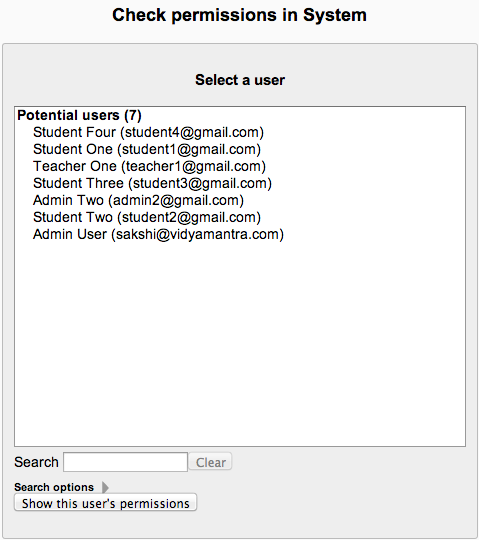 Check permissions in System
Select a user
Potential users (7)
Student Four (student4@gmail.com)
Student One (student1@gmail.com)
Teacher One (teacher1@gmail.com)
Student Three (student3@gmail.com)
Admin Two (admin2@gmail.com)
Student Two (student2@gmail.com)
Admin User (sakshi@vidyamantra.com)
Search Clear
Search options
Show this user's permissions